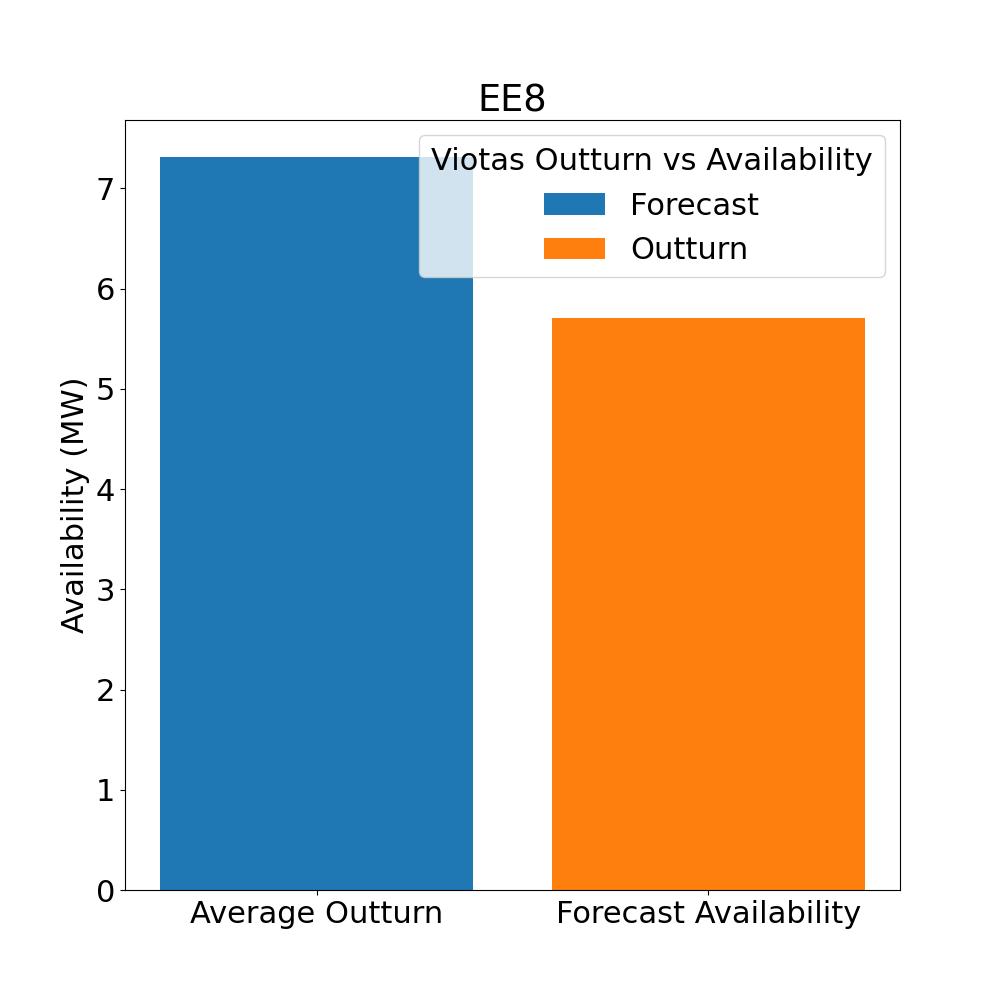 EE8
Viotas Outturn vs Availability
Forecast
Outturn
Availability (MW)
7
6
5
4
3
2
1
0
Average Outturn
Forecast Availability